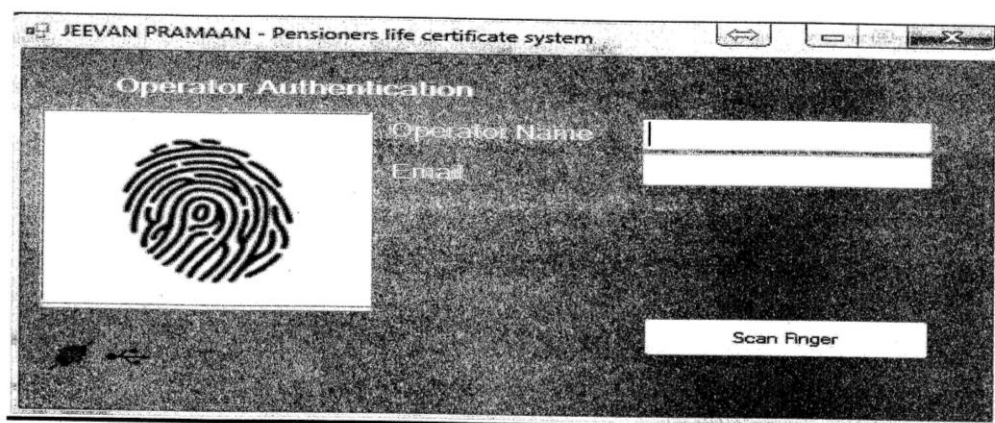 JEEVAN PRAMAAN - Pensioners life certificate system
Operator Authentication
Operator Name
Email
Scan Finger